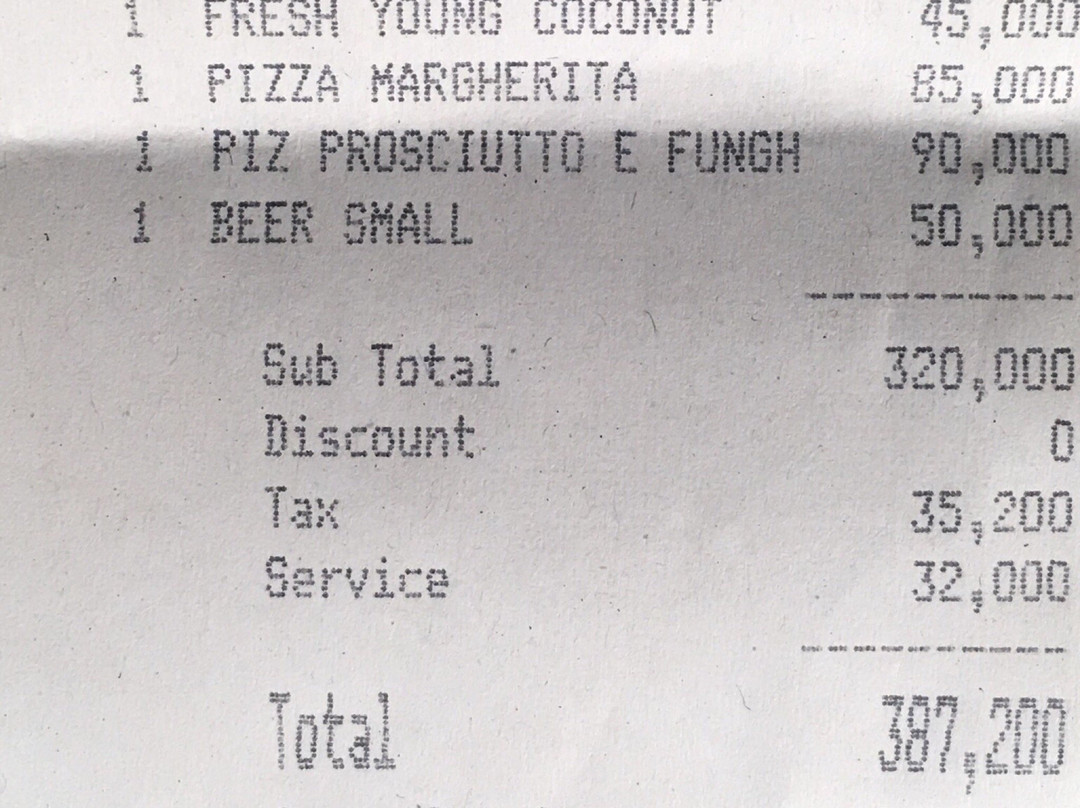 1 FRESH YOUNG COCONUT 45,000
1 PIZZA MARGHERITA 85,000
1 PIZ PROSCIUTTO E FUNGH 90,000
1 BEER SMALL 50,000
Sub Total 320,000
Discount 0
Tax 35,200
Service 32,000
Total 387,200